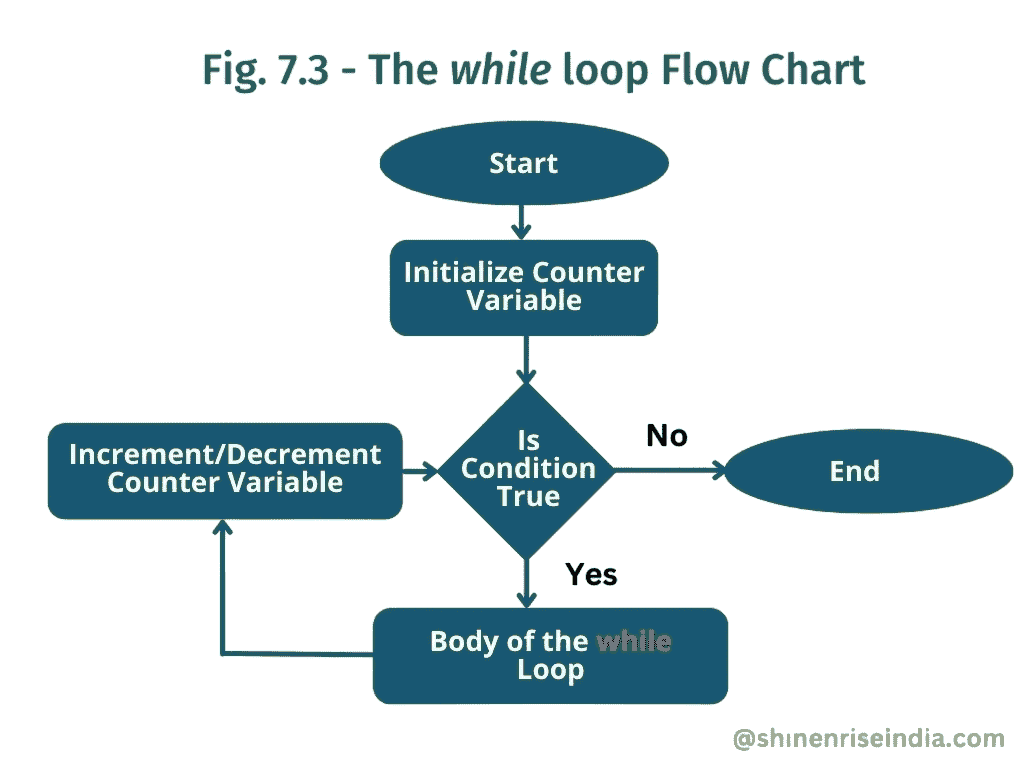 Fig. 7.3 - The while loop Flow Chart
Start
Initialize Counter
Variable
Is
Condition
True
No
End
Increment/Decrement
Counter Variable
Yes
Body of the while
Loop
@shinenriseindia.com